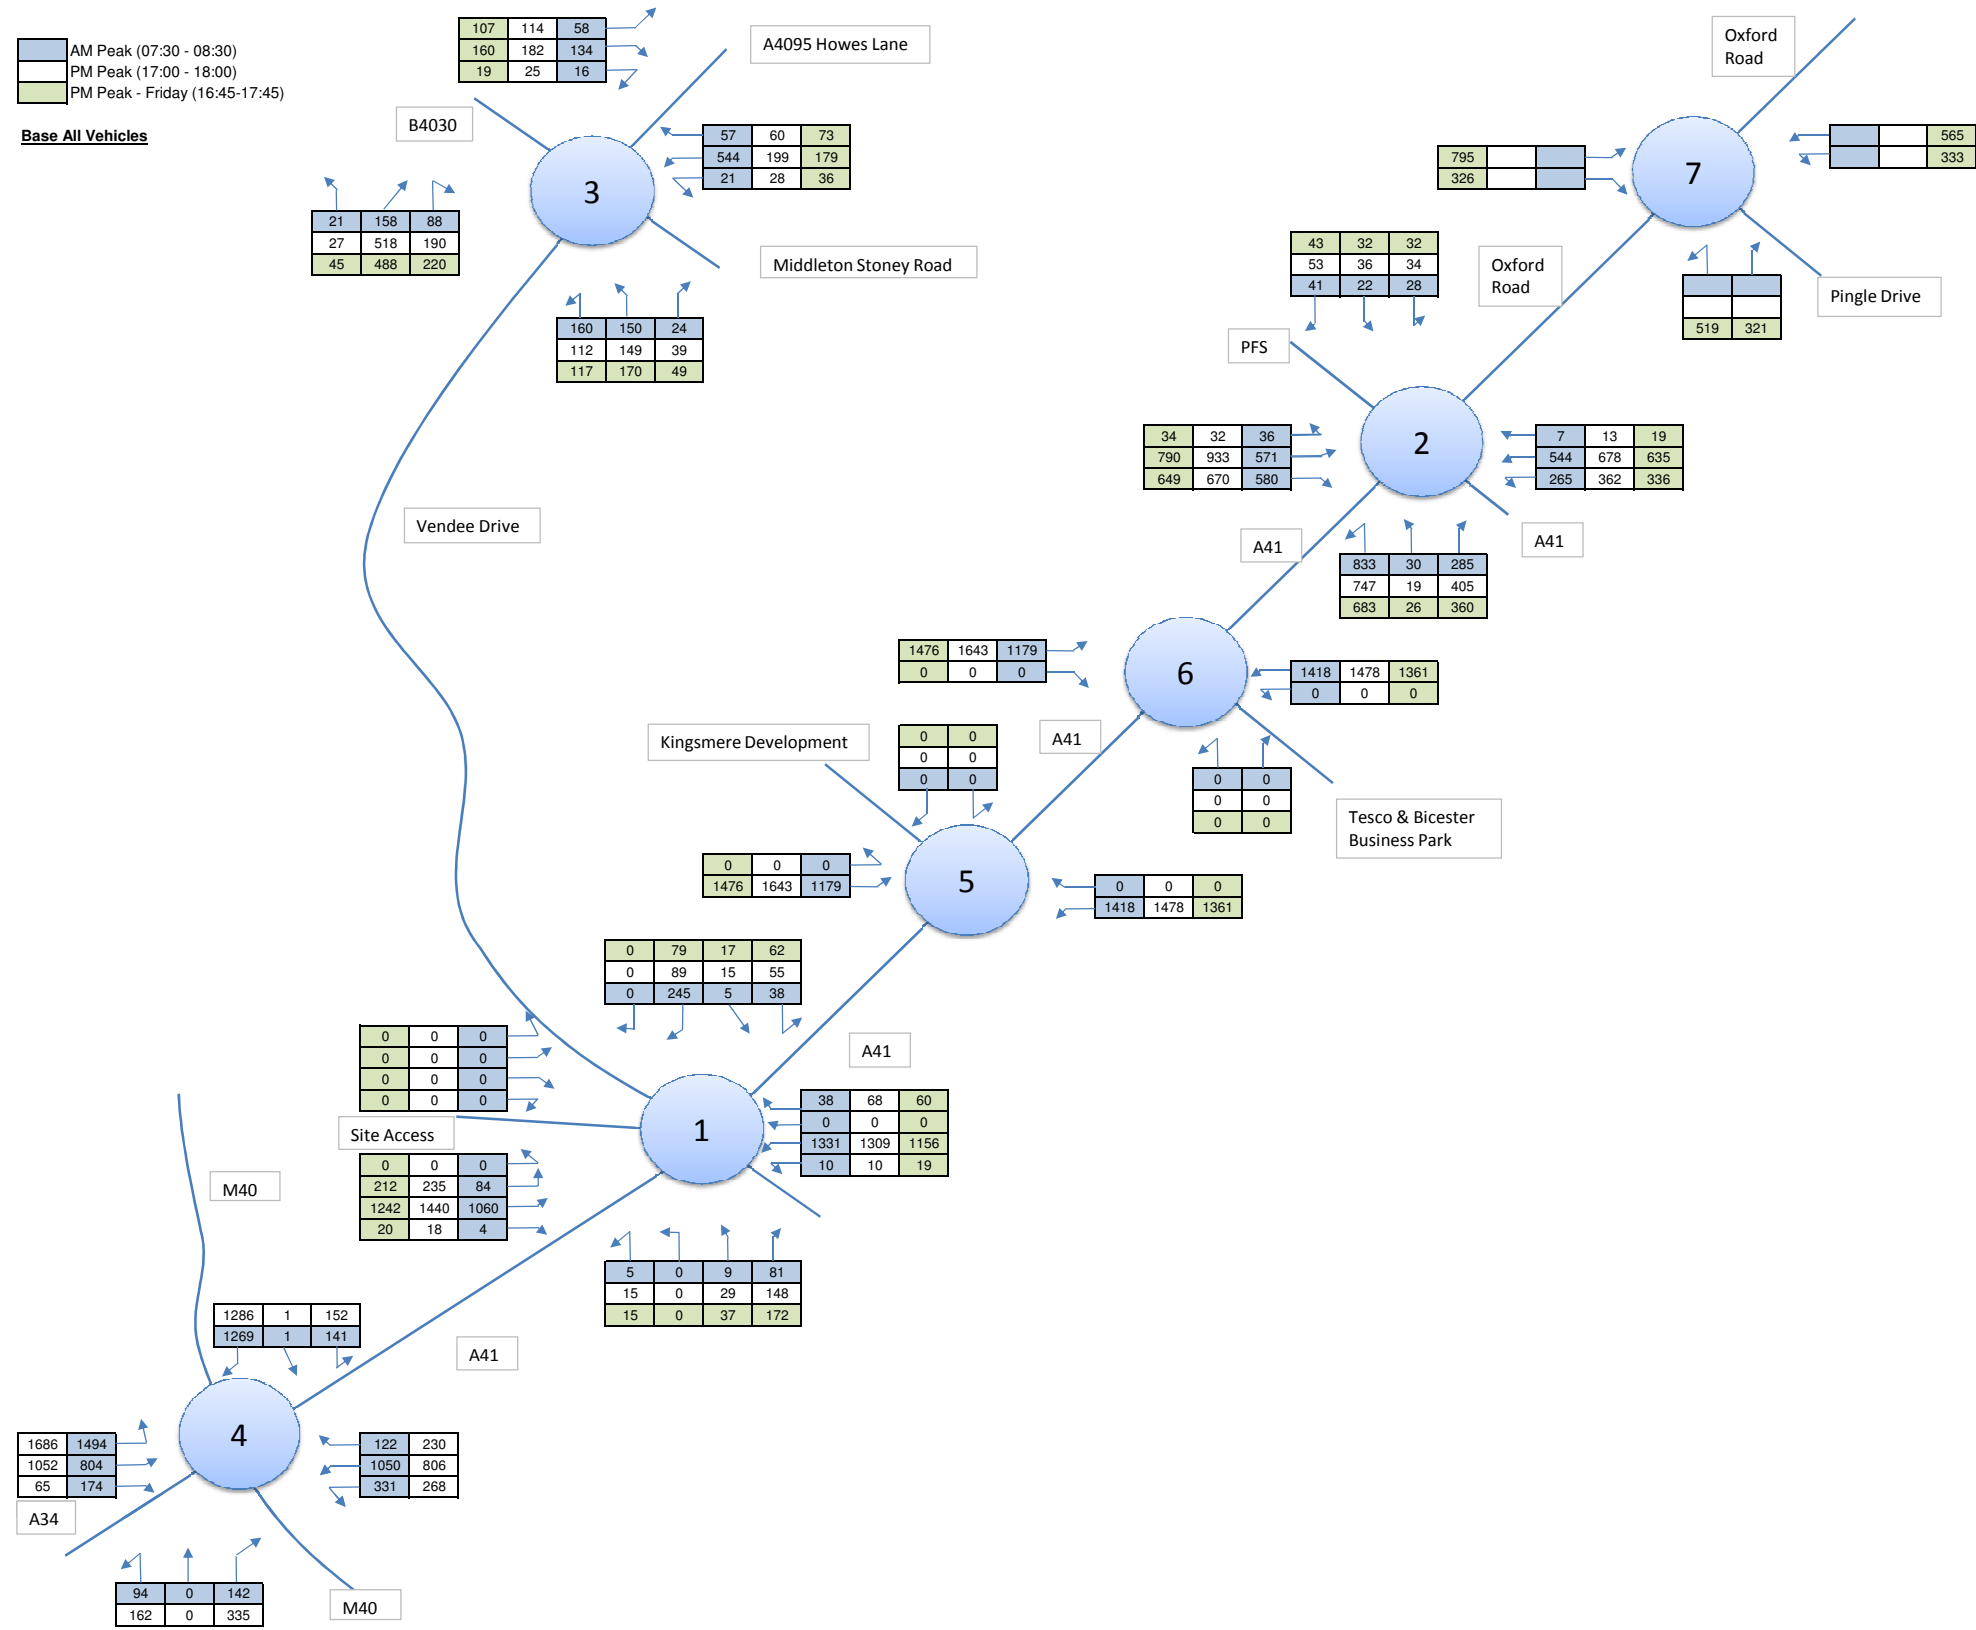 AM Peak (07:30 - 08:30)
PM Peak (17:00 - 18:00)
PM Peak - Friday (16:45-17:45)
Base All Vehicles
107 114 58
160 182 134
19 25 16
A4095 Howes Lane
B4030
3
57 60 73
544 199 179
21 28 36
21 158 88
27 518 190
45 488 220
Middleton Stoney Road
160 150 24
112 149 39
117 170 49
Oxford
Road
7
565
333
795
326
519 321
Pingle Drive
Oxford
Road
43 32 32
53 36 34
41 22 28
PFS
2
34 32 36
790 933 571
649 670 580
7 13 19
544 678 635
265 362 336
A41
833 30 285
747 19 405
683 26 360
A41
Vendee Drive
1476 1643 1179
0 0 0
6
1418 1478 1361
0 0 0
A41
0 0
0 0
0 0
Tesco & Bicester
Business Park
Kingsmere Development
0 0
0 0
0 0
5
0 0 0
1476 1643 1179
0 0 0
1418 1478 1361
0 79 17 62
0 89 15 55
0 245 5 38
A41
0 0 0
0 0 0
0 0 0
0 0 0
Site Access
1
38 68 60
0 0 0
1331 1309 1156
10 10 19
0 0 0
212 235 84
1242 1440 1060
20 18 4
5 0 9 81
15 0 29 148
15 0 37 172
M40
1286 1 152
1269 1 141
A41
4
1686 1494
1052 804
65 174
122 230
1050 806
331 268
A34
94 0 142
162 0 335
M40